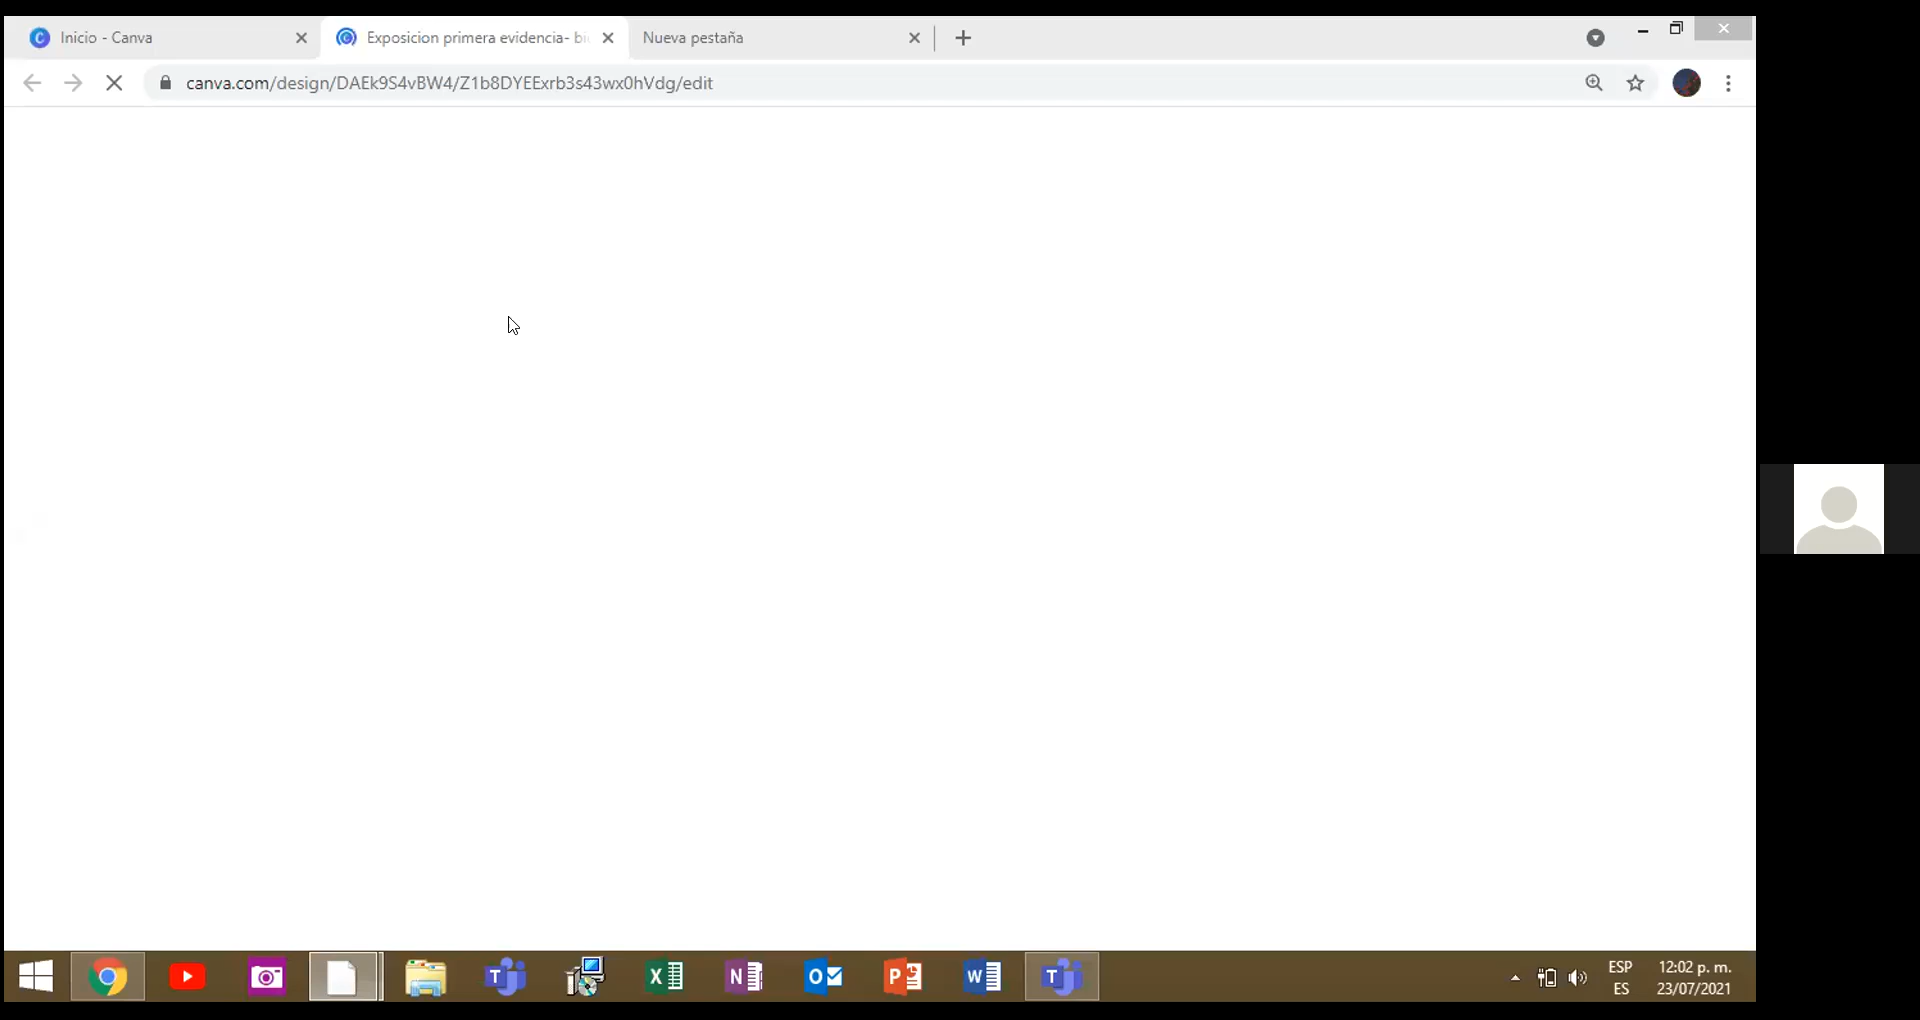 Inicio - Canva
Exposicion primera evidencia- bi
Nueva pestaña
canva.com/design/DAEk9S4vBW4/Z1b8DYEExrb3s43wx0hVdg/edit
ESP
12:02 p. m.
ES
23/07/2021